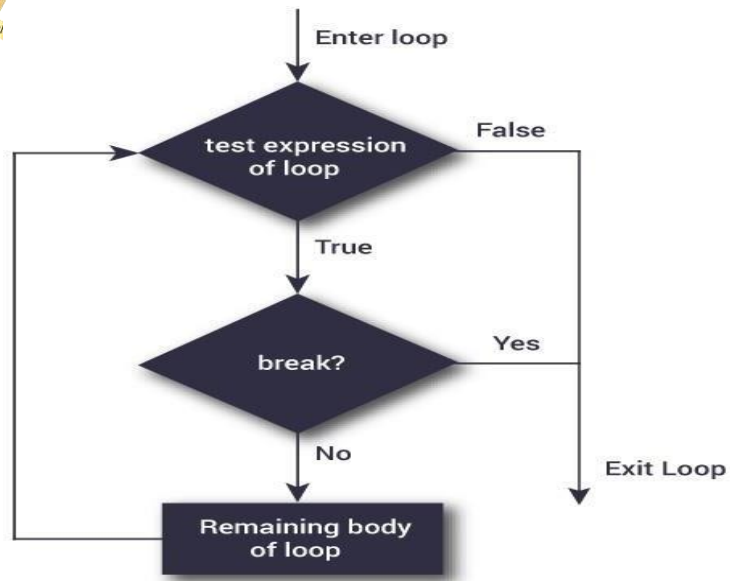 Enter loop
test expression
of loop
False
True
break?
Yes
No
Exit Loop
Remaining body
of loop